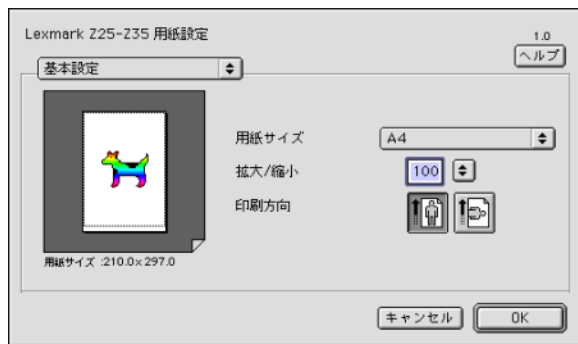 Lexmark Z25-Z35 用紙設定
1.0
ヘルプ
基本設定
用紙サイズ
A4
拡大/縮小
100
印刷方向
用紙サイズ :210.0×297.0
キャンセル
OK